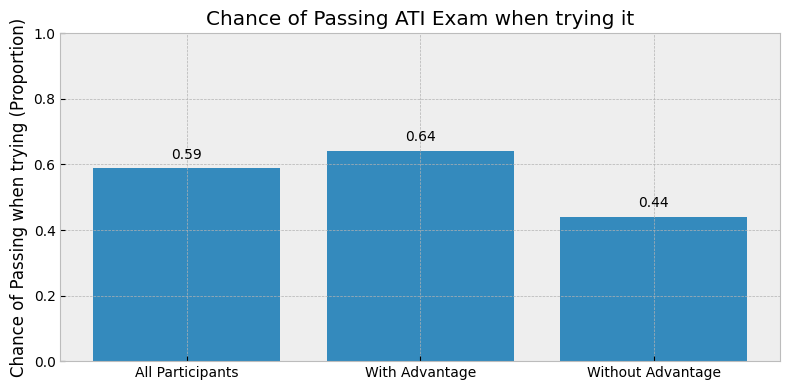 Chance of Passing ATI Exam when trying it
Chance of Passing when trying (Proportion)
1.0
0.8
0.6
0.4
0.2
0.0
0.59
0.64
0.44
All Participants
With Advantage
Without Advantage